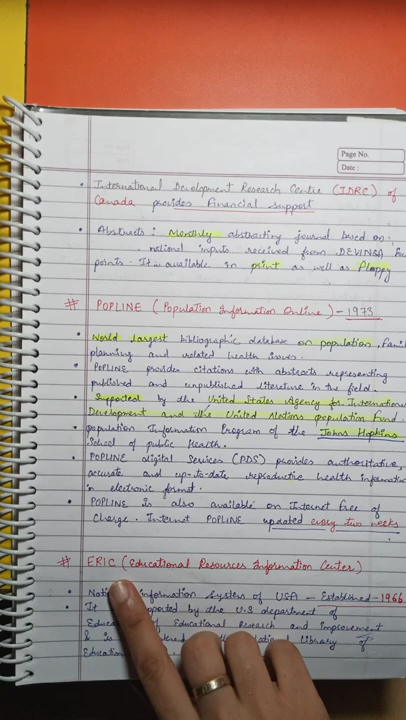 Page No.
Date :
• International Development Research Centre (IDRC) of
Canada provides Financial support
• Abstracts : Monthly abstracting journal based on
national inputs received from DEVINSA
points. It is available in print as well as Floppy
# POPLINE (Population Information Online) - 1973
• World largest bibliographic database on population,
planning and related health issues.
• POPLINE provides citations with abstracts representing
published and unpublished literature in the field.
• Supported by the United States Agency for
Development and the United Nations population fund.
• population Information Program of the Johns Hopkins
School of public Health.
• POPLINE digital Services (PDS) provides authoritative,
accurate and up-to-date reproductive health
in electronic format.
• POPLINE is also available on Internet free of
charge. Internet POPLINE updated every two weeks
# ERIC (Educational Resources Information Center)
• information system of USA - Established - 1966
• It by the U.S department of
of Educational research and improvement
& is Library of
Education